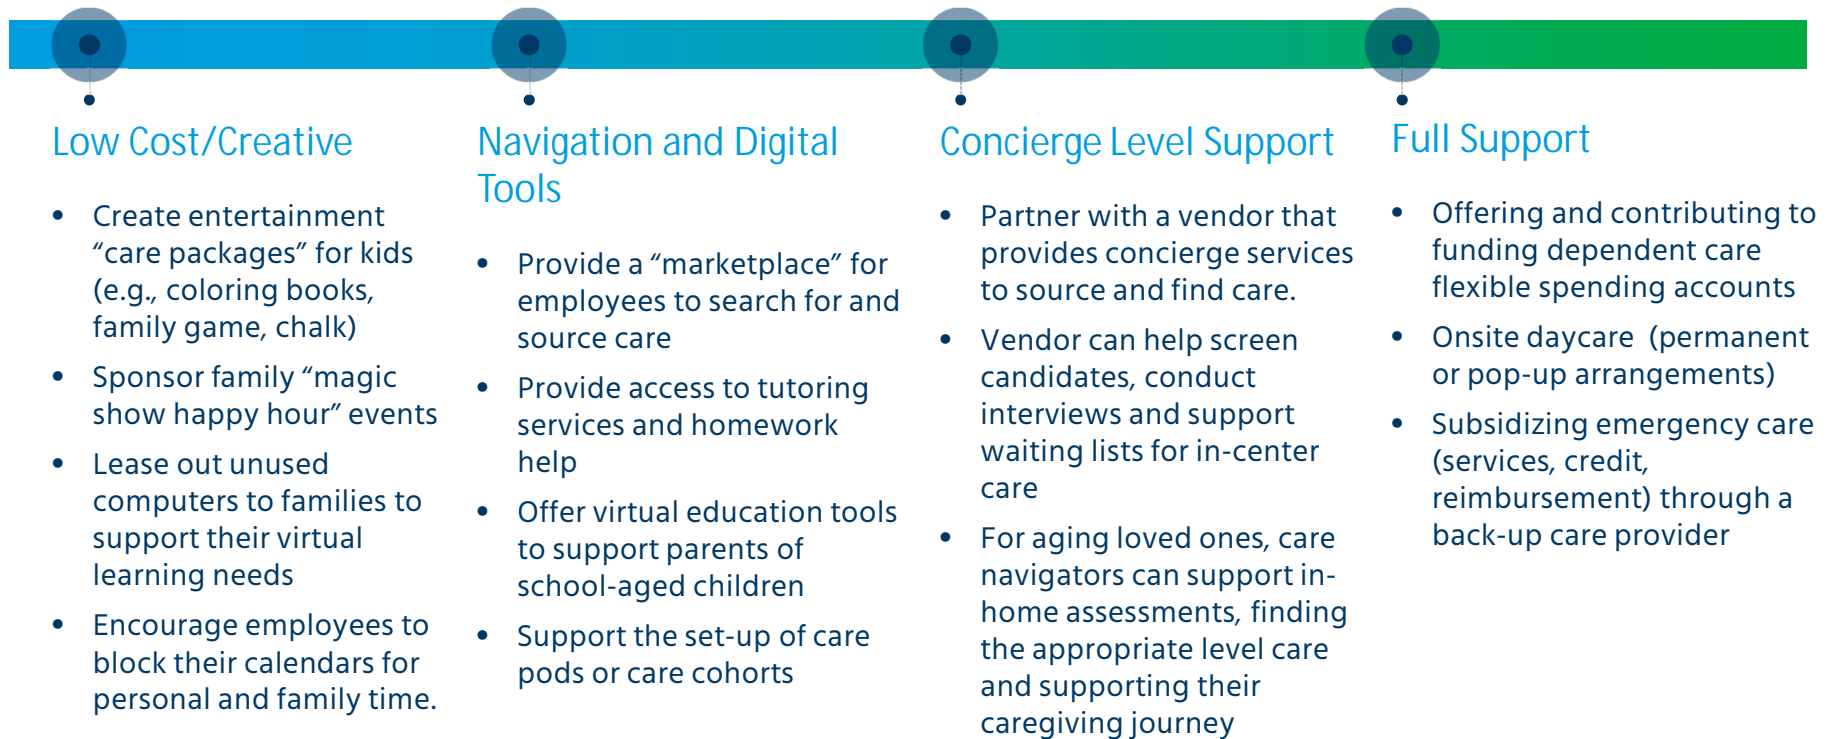 Low Cost/Creative
• Create entertainment
“care packages” for kids
(e.g., coloring books,
family game, chalk)
• Sponsor family “magic
show happy hour” events
• Lease out unused
computers to families to
support their virtual
learning needs
• Encourage employees to
block their calendars for
personal and family time.
Navigation and Digital
Tools
• Provide a “marketplace” for
employees to search for and
source care
• Provide access to tutoring
services and homework
help
• Offer virtual education tools
to support parents of
school-aged children
• Support the set-up of care
pods or care cohorts
Concierge Level Support
• Partner with a vendor that
provides concierge services
to source and find care.
• Vendor can help screen
candidates, conduct
interviews and support
waiting lists for in-center
care
• For aging loved ones, care
navigators can support in-
home assessments, finding
the appropriate level care
and supporting their
caregiving journey
Full Support
• Offering and contributing to
funding dependent care
flexible spending accounts
• Onsite daycare (permanent
or pop-up arrangements)
• Subsidizing emergency care
(services, credit,
reimbursement) through a
back-up care provider